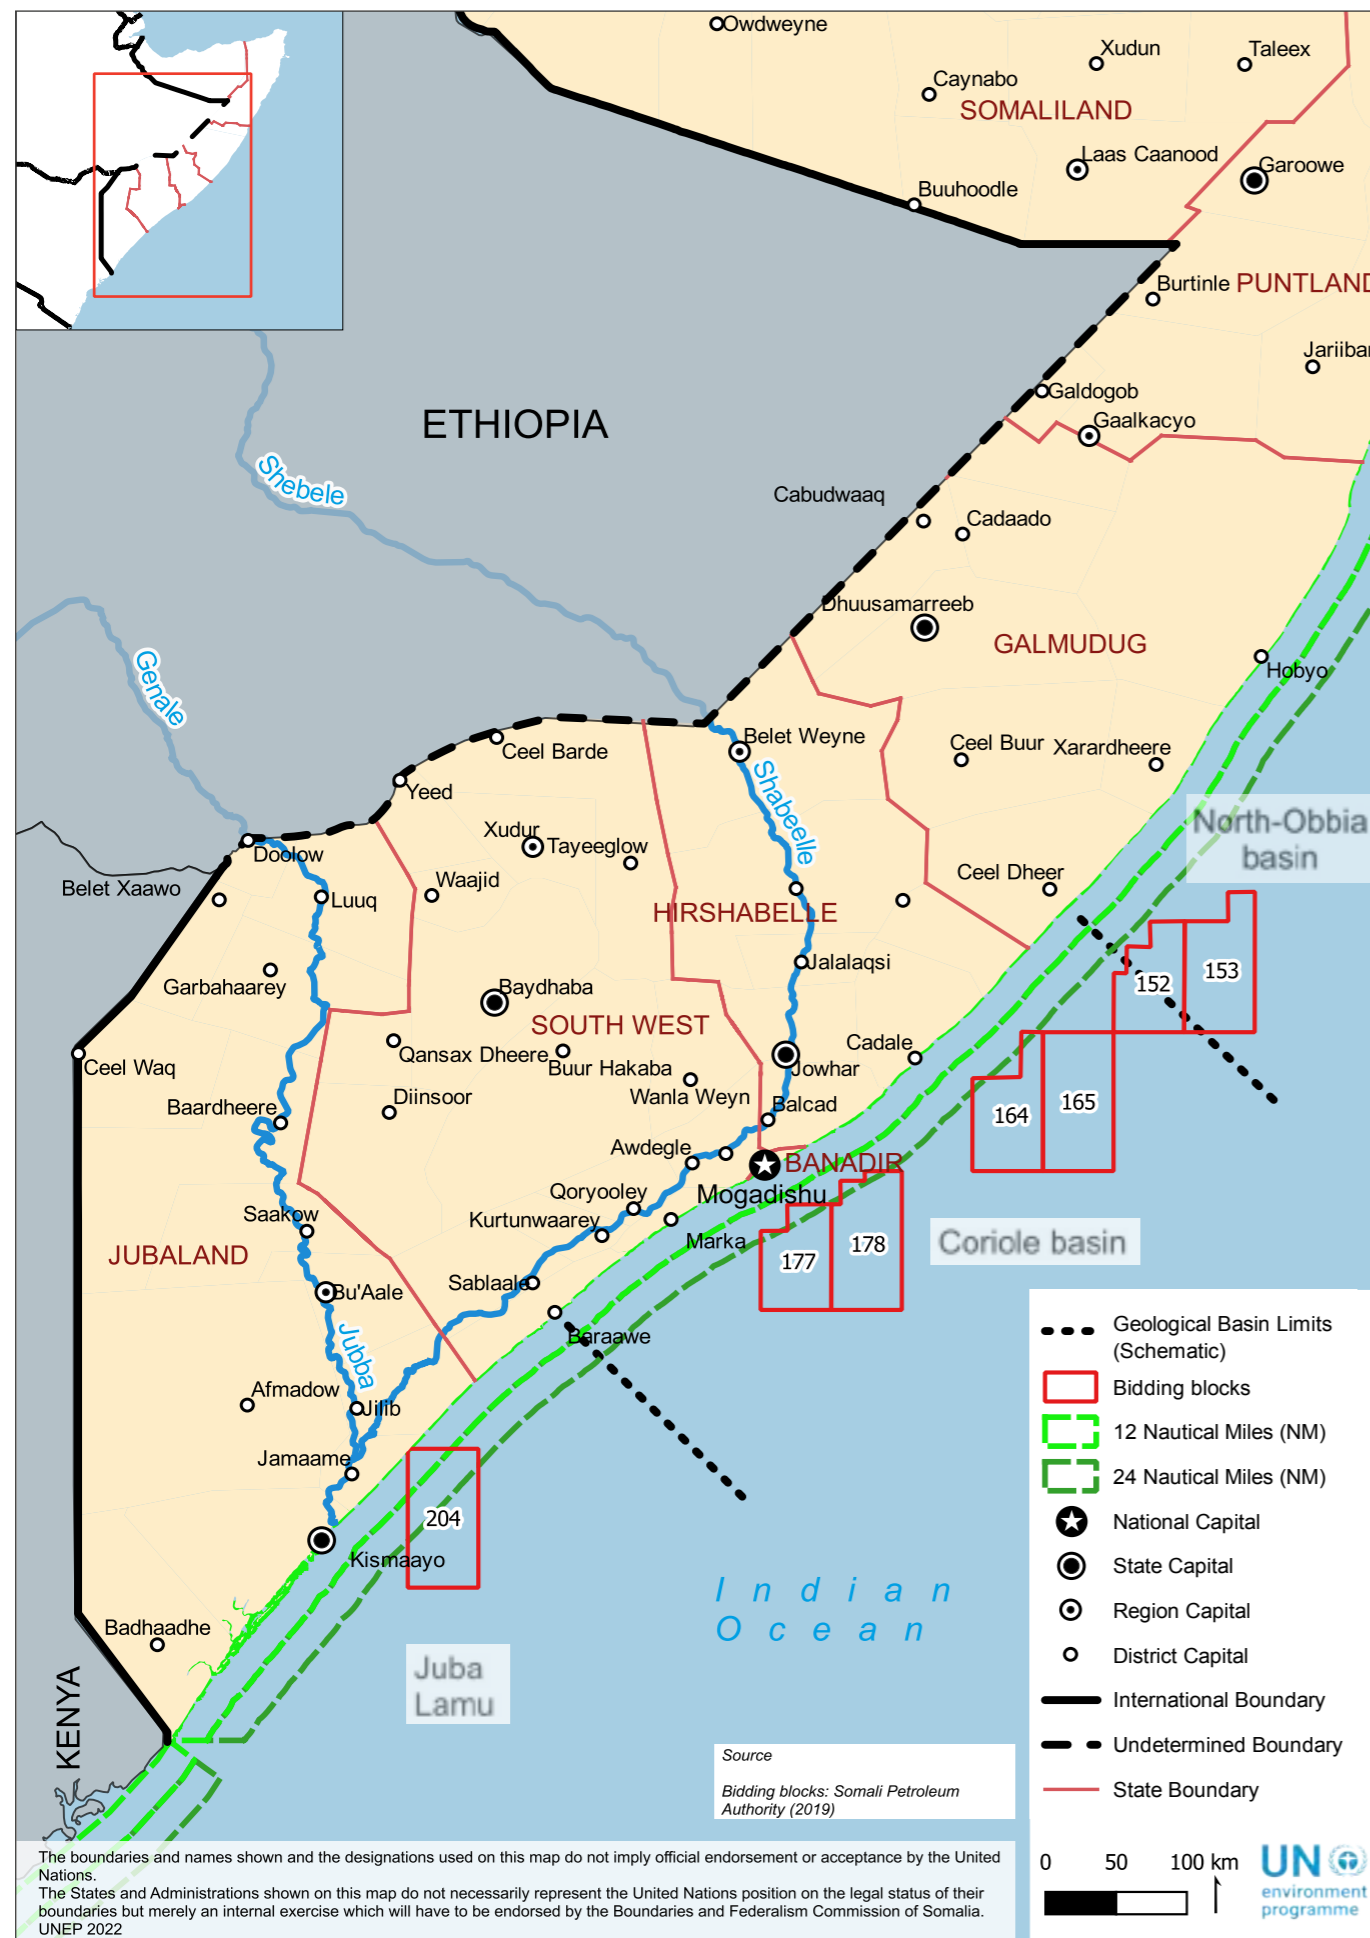 Owdweyne
Xudun
Taleex
Caynabo
SOMALILAND
Laas Caanood
Garoowe
Buuhoodle
Burtinle
PUNTLAND
Galdogob
Gaalkacyo
ETHIOPIA
Shebele
Cabudwaaq
Cadaado
Dhuusamarreeb
GALMUDUG
Hobyo
Genale
Belet Weyne
Ceel Barde
Ceel Buur
Xarardheere
Yeed
Shabeelle
North-Obbia
basin
Xudur
Tayeeglow
Doolow
Ceel Dheer
Belet Xaawo
Luuq
Waajid
HIRSHABELLE
Jalalaqsi
152
153
Garbahaarey
Baydhaba
SOUTH WEST
Cadale
Ceel Waq
Qansax Dheere
Buur Hakaba
Jowhar
Wanla Weyn
Diinsoor
Baardheere
Balcad
164
165
Awdegle
BANADIR
Mogadishu
Qoryooley
Saakow
Kurtunwaarey
Marka
178
177
Coriole basin
JUBALAND
Sablaale
Bu'Aale
Baraawe
Jubba
Afmadow
Jilib
Jamaame
204
Kismaayo
Indian
Ocean
Badhaadhe
Juba
Lamu
KENYA
Geological Basin Limits
(Schematic)
Bidding blocks
12 Nautical Miles (NM)
24 Nautical Miles (NM)
National Capital
State Capital
Region Capital
District Capital
International Boundary
Undetermined Boundary
State Boundary
Source
Bidding blocks: Somali Petroleum
Authority (2019)
0 50 100 km
UN
environment
programme
The boundaries and names shown and the designations used on this map do not imply official endorsement or acceptance by the United
Nations.
The States and Administrations shown on this map do not necessarily represent the United Nations position on the legal status of their
boundaries but merely an internal exercise which will have to be endorsed by the Boundaries and Federalism Commission of Somalia.
UNEP 2022